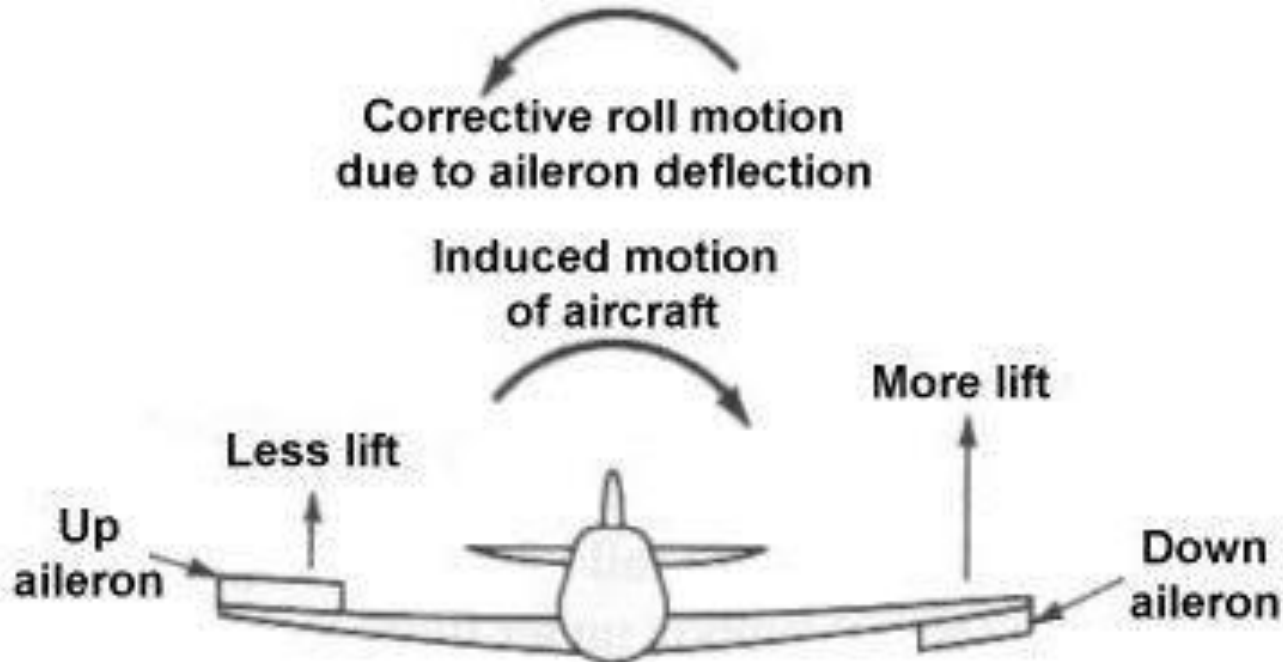 Corrective roll motion
due to aileron deflection
Induced motion
of aircraft
More lift
Less lift
Up
aileron
Down
aileron